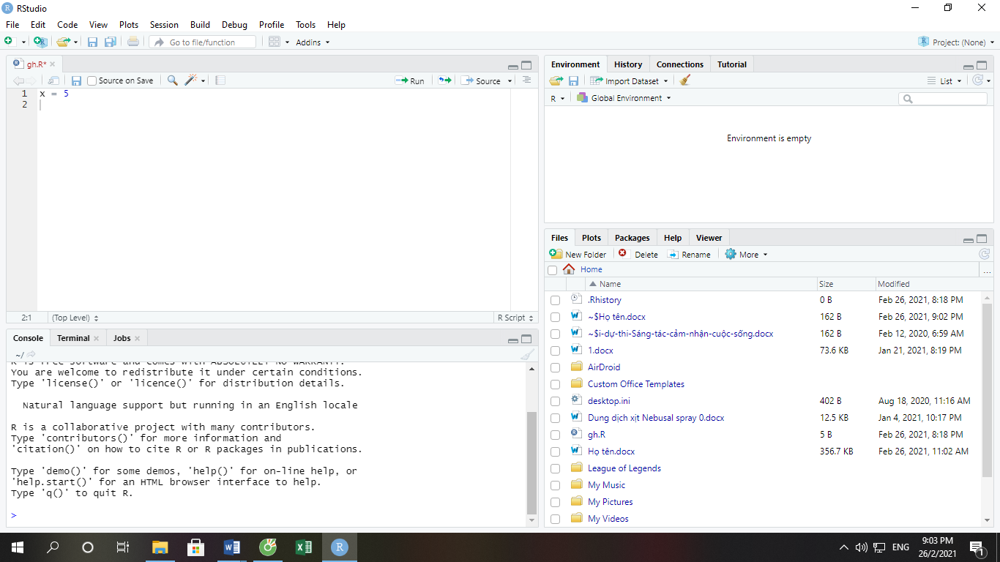 RStudio
File Edit Code View Plots Session Build Debug Profile Tools Help
Go to file/function Addins Project: (None)
gh.R*
Source on Save Run Source
1 x = 5
2
2:1 (Top Level) R Script
Console Terminal Jobs
~/
R is free software and comes with ABSOLUTELY NO WARRANTY.
You are welcome to redistribute it under certain conditions.
Type 'license()' or 'licence()' for distribution details.
Natural language support but running in an English locale
R is a collaborative project with many contributors.
Type 'contributors()' for more information and
'citation()' on how to cite R or R packages in publications.
Type 'demo()' for some demos, 'help()' for on-line help, or
'help.start()' for an HTML browser interface to help.
Type 'q()' to quit R.
>
Environment History Connections Tutorial
Import Dataset List
R Global Environment
Environment is empty
Files Plots Packages Help Viewer
New Folder Delete Rename More
Home ...
Name Size Modified
.Rhistory 0 B Feb 26, 2021, 8:18 PM
~$Họ tên.docx 162 B Feb 26, 2021, 9:02 PM
~$i-dự-thi-Sáng-tác-cảm-nhận-cuộc-sống.docx 162 B Feb 12, 2020, 6:59 AM
1.docx 73.6 KB Jan 21, 2021, 8:19 PM
AirDroid
Custom Office Templates
desktop.ini 402 B Aug 18, 2020, 11:16 AM
Dung dịch xịt Nebusal spray 0.docx 12.5 KB Jan 4, 2021, 10:17 PM
gh.R 5 B Feb 26, 2021, 8:18 PM
Họ tên.docx 356.7 KB Feb 26, 2021, 11:02 AM
League of Legends
My Music
My Pictures
My Videos
ENG 9:03 PM
26/2/2021 1